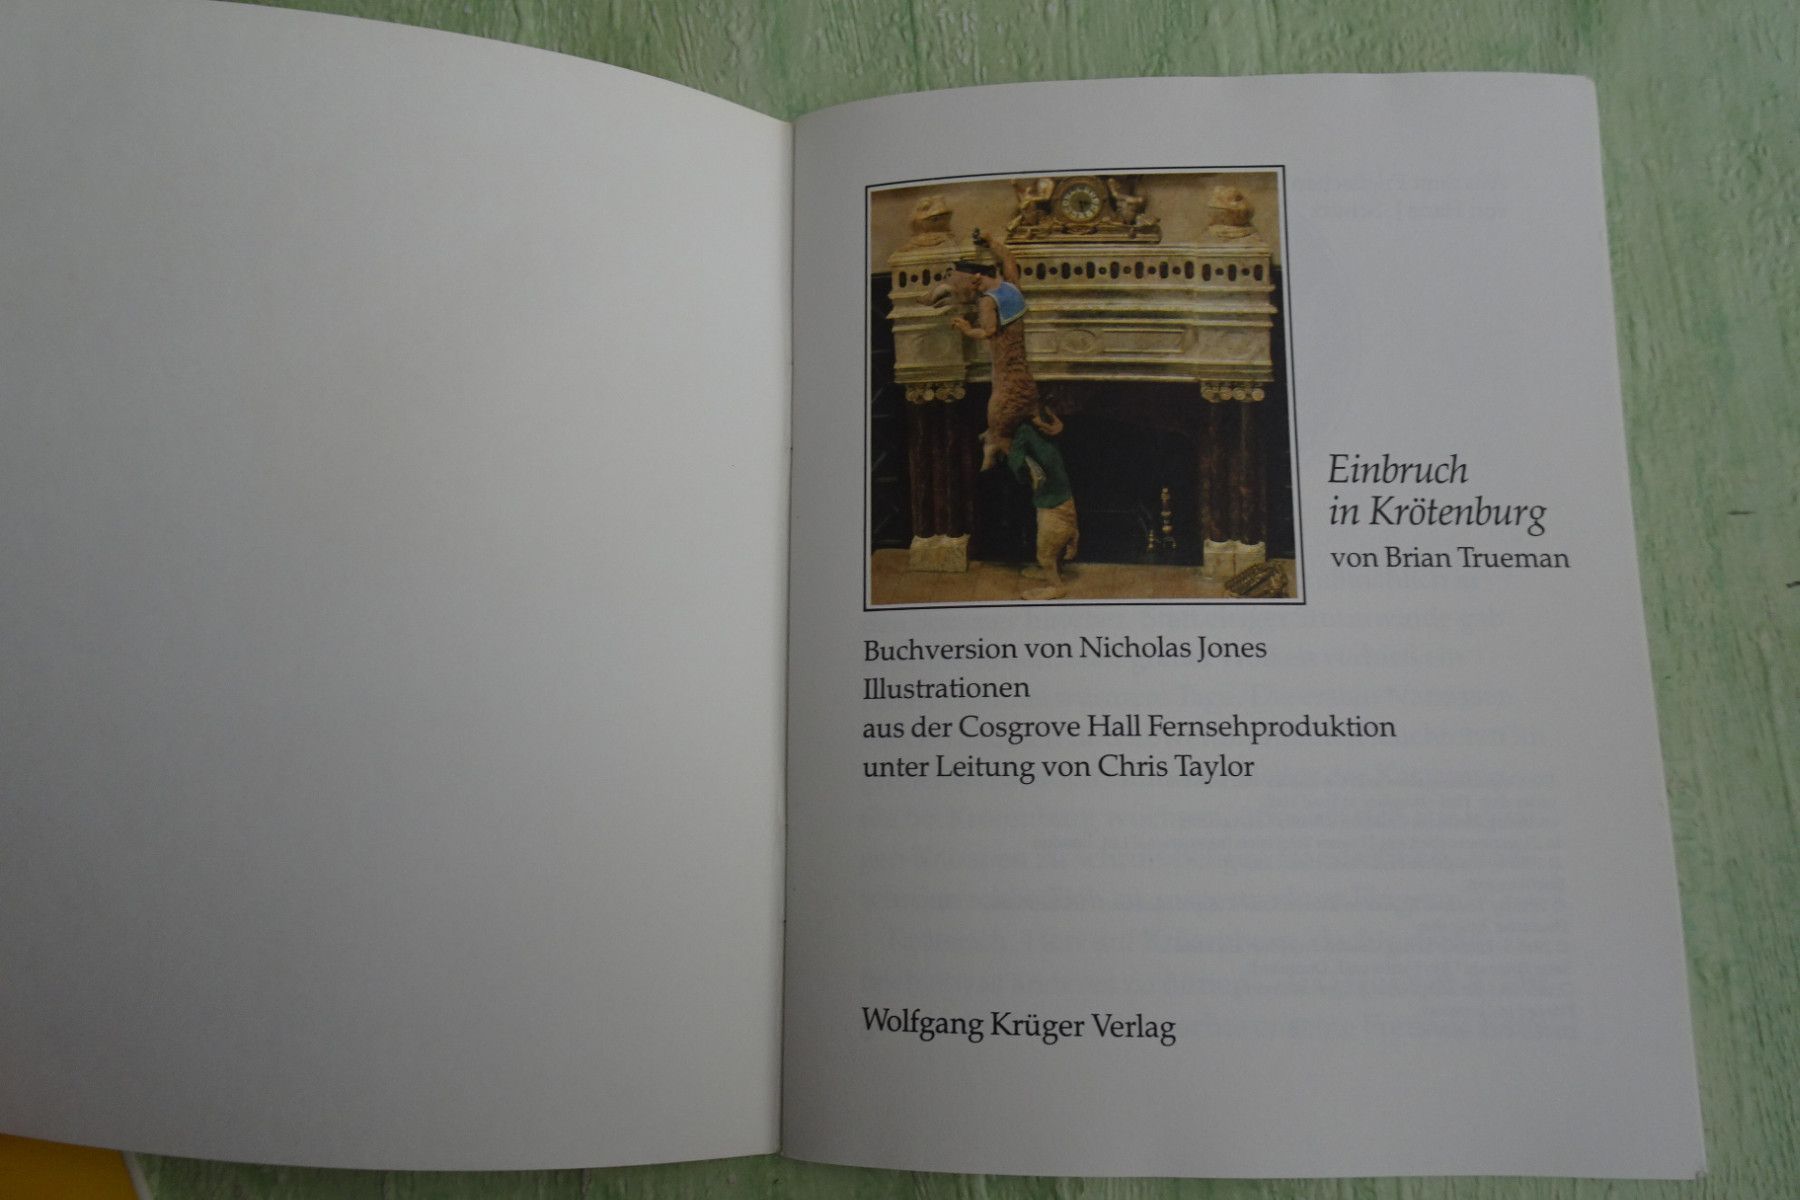 Einbruch
in Krötenburg
von Brian Trueman
Buchversion von Nicholas Jones
Illustrationen
aus der Cosgrove Hall Fernsehproduktion
unter Leitung von Chris Taylor
Wolfgang Krüger Verlag